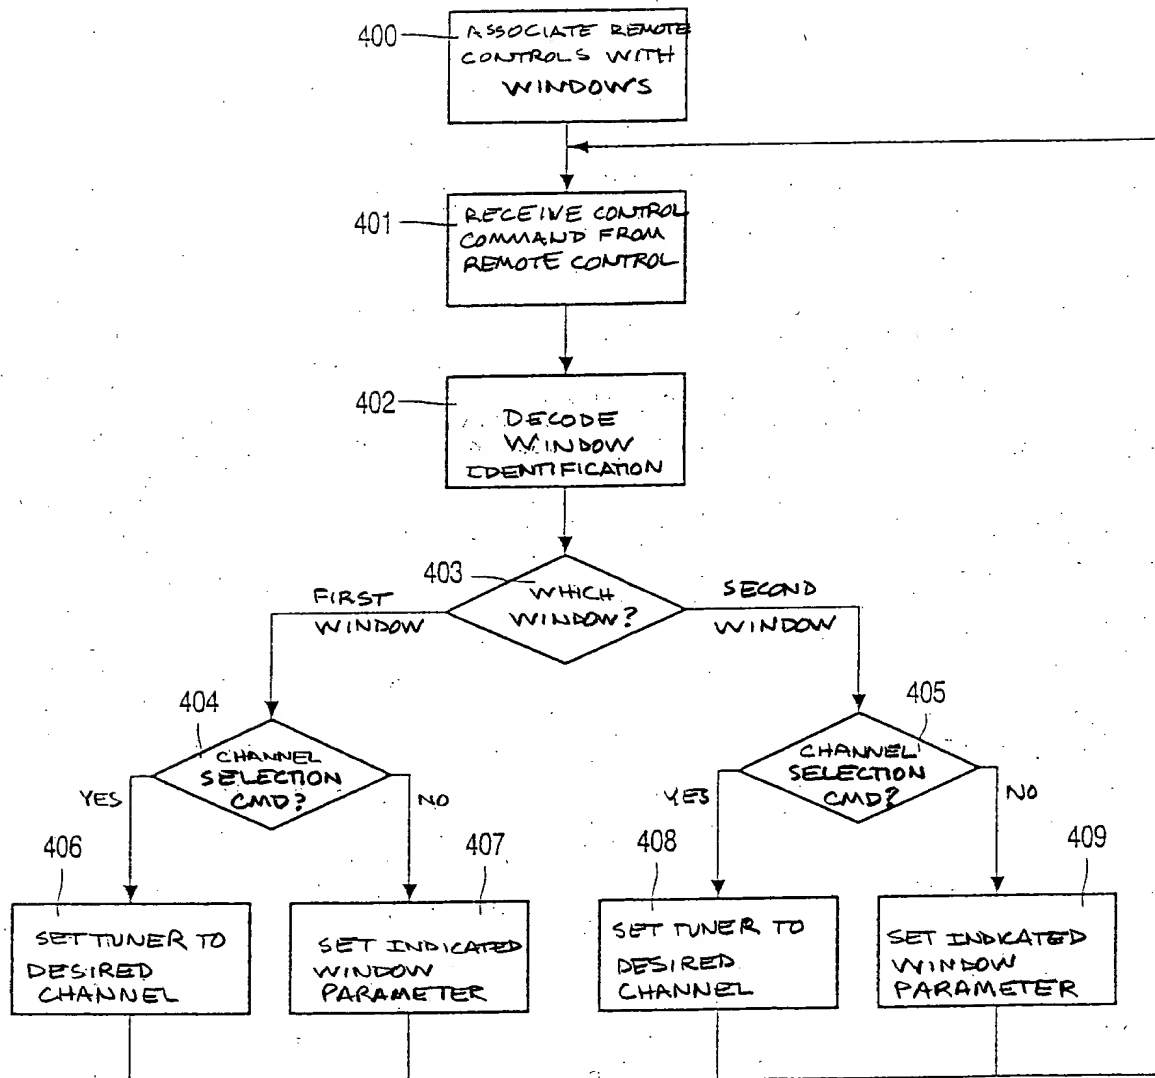 400
ASSOCIATE REMOTE
CONTROLS WITH
WINDOWS
401
RECEIVE CONTROL
COMMAND FROM
REMOTE CONTROL
402
DECODE
WINDOW
IDENTIFICATION
403
WHICH
WINDOW?
FIRST
WINDOW
SECOND
WINDOW
404
CHANNEL
SELECTION
CMD?
YES
NO
405
CHANNEL
SELECTION
CMD?
YES
NO
406
SET TUNER TO
DESIRED
CHANNEL
407
SET INDICATED
WINDOW
PARAMETER
408
SET TUNER TO
DESIRED
CHANNEL
409
SET INDICATED
WINDOW
PARAMETER